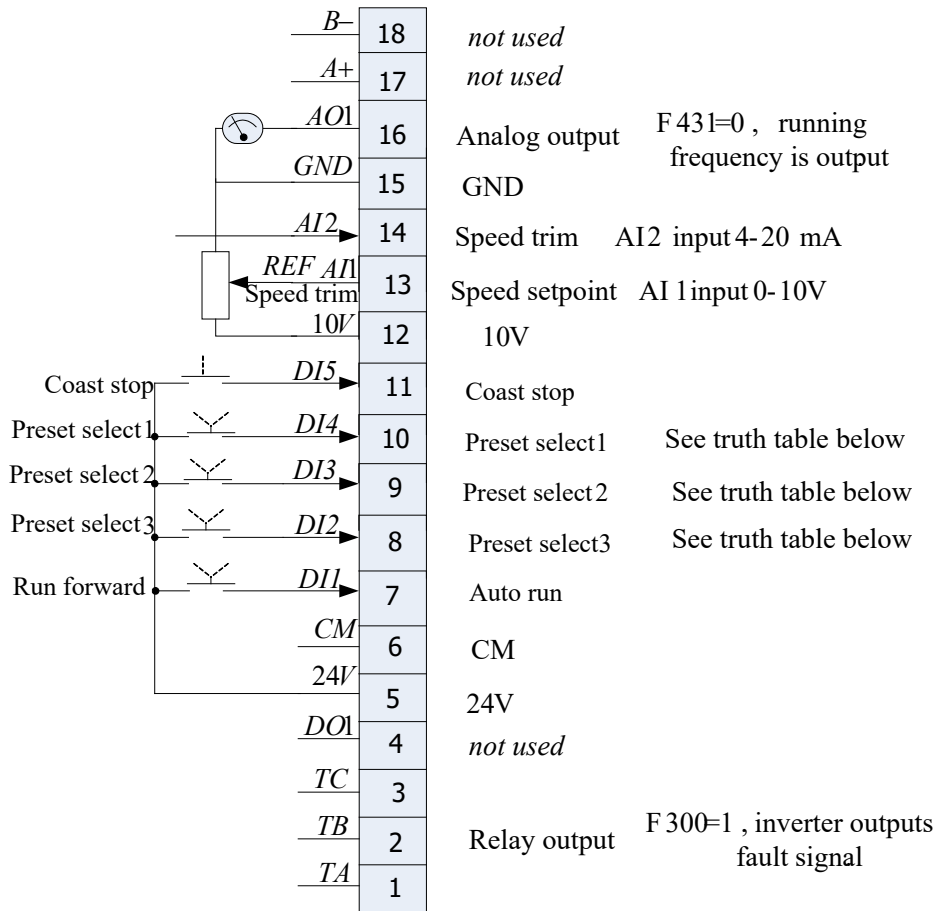 B− 18 not used
A+ 17 not used
AO1 16 Analog output F431=0 , running
frequency is output
GND 15 GND
AI2 14 Speed trim AI2 input 4-20 mA
REF AI1 13 Speed setpoint AI 1input 0-10V
Speed trim
10V 12 10V
Coast stop DI5 11 Coast stop
Preset select1 DI4 10 Preset select1 See truth table below
Preset select2 DI3 9 Preset select2 See truth table below
Preset select3 DI2 8 Preset select3 See truth table below
Run forward DI1 7 Auto run
CM 6 CM
24V 5 24V
DO1 4 not used
TC 3
TB 2 Relay output F300=1 , inverter outputs
fault signal
TA 1